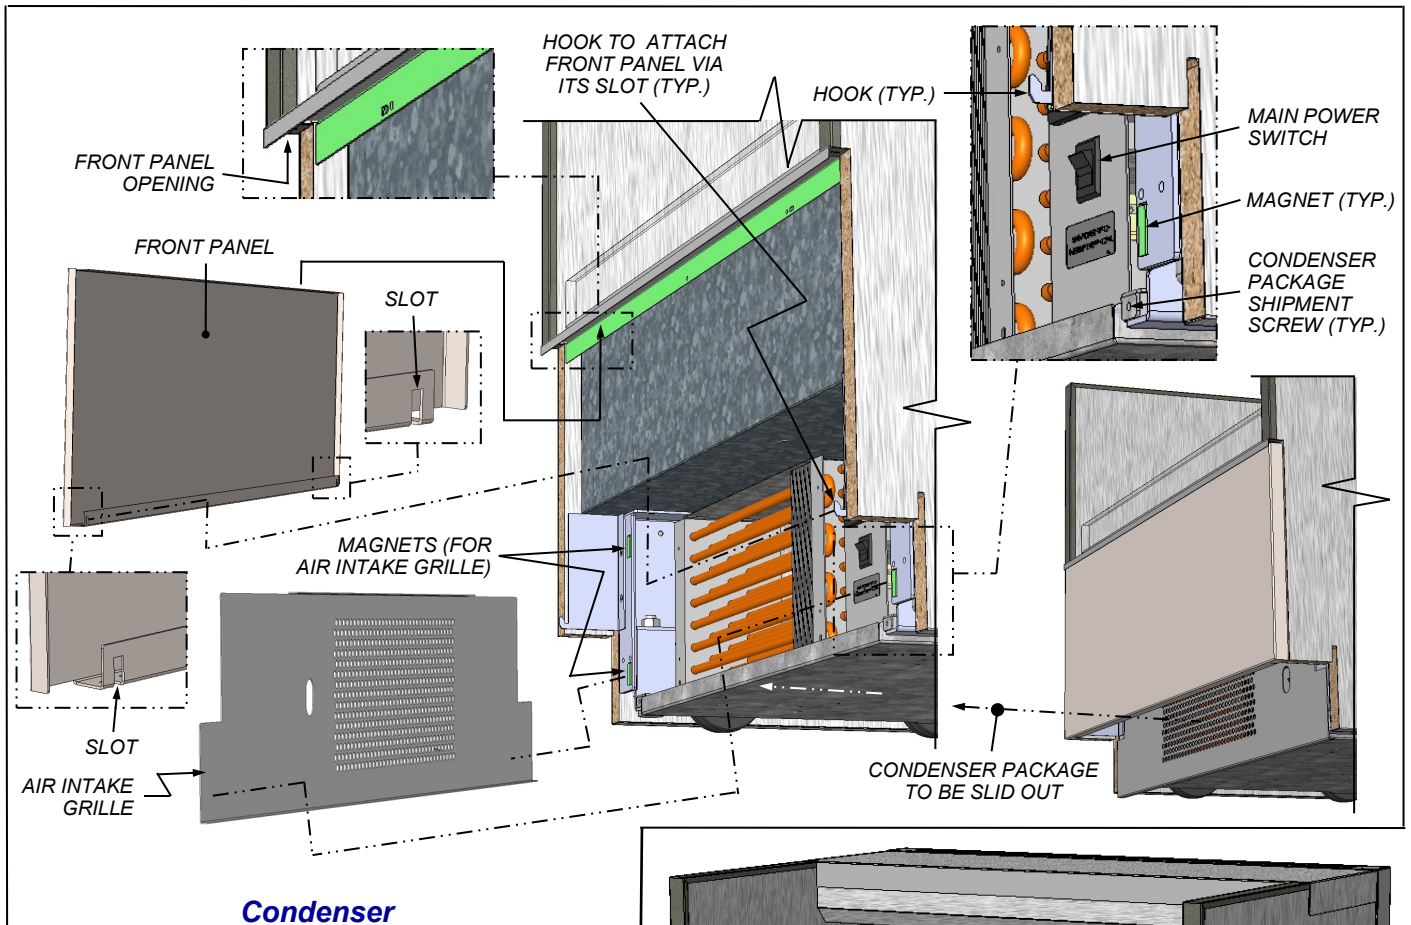 HOOK TO ATTACH
FRONT PANEL VIA
ITS SLOT (TYP.)
HOOK (TYP.)
MAIN POWER
SWITCH
FRONT PANEL
OPENING
MAGNET (TYP.)
FRONT PANEL
SLOT
CONDENSER
PACKAGE
SHIPMENT
SCREW (TYP.)
MAGNETS (FOR
AIR INTAKE GRILLE)
SLOT
AIR INTAKE
GRILLE
CONDENSER PACKAGE
TO BE SLID OUT
Condenser